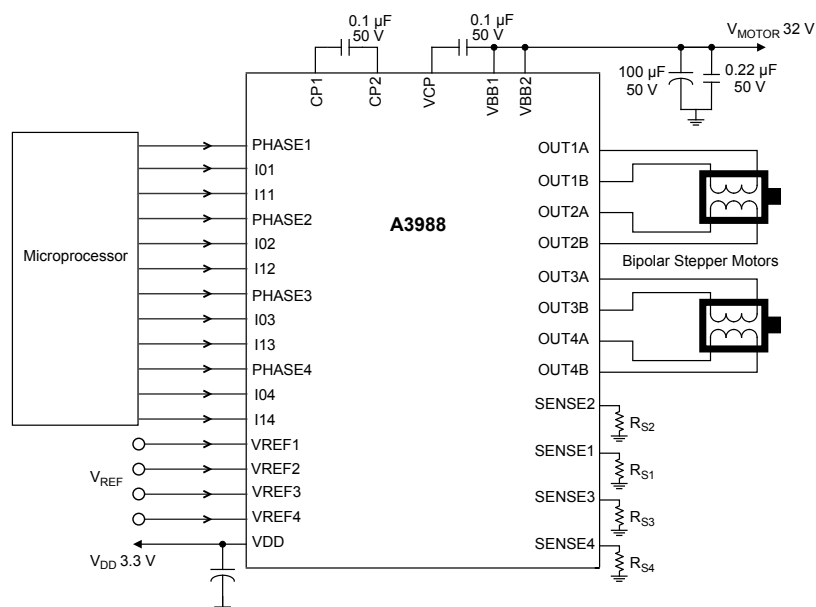 0.1 µF
50 V
0.1 µF
50 V
VMOTOR 32 V
100 µF
50 V
0.22 µF
50 V
CP1
CP2
VCP
VBB1
VBB2
Microprocessor
PHASE1
I01
I11
PHASE2
I02
I12
PHASE3
I03
I13
PHASE4
I04
I14
VREF
VREF1
VREF2
VREF3
VREF4
VDD
VDD 3.3 V
A3988
OUT1A
OUT1B
OUT2A
OUT2B
Bipolar Stepper Motors
OUT3A
OUT3B
OUT4A
OUT4B
SENSE2
RS2
SENSE1
RS1
SENSE3
RS3
SENSE4
RS4